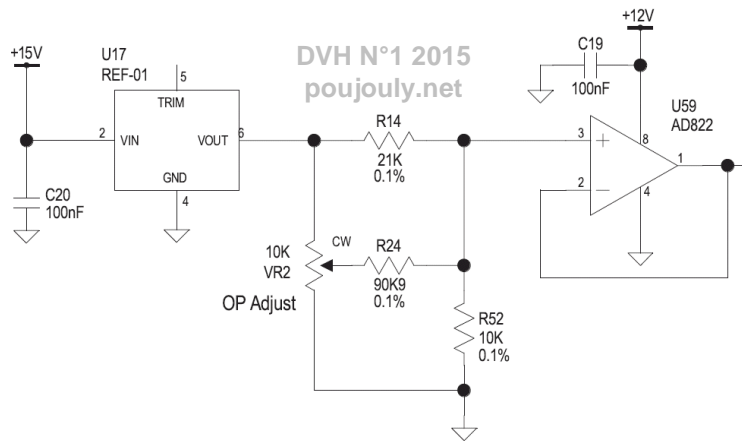 DVH N°1 2015
poujouly.net
+15V
U17
REF-01
5
TRIM
2
VIN
VOUT
6
GND
4
C20
100nF
R14
21K
0.1%
10K
VR2
CW
OP Adjust
R24
90K9
0.1%
R52
10K
0.1%
+12V
C19
100nF
U59
AD822
3
+
8
1
2
−
4